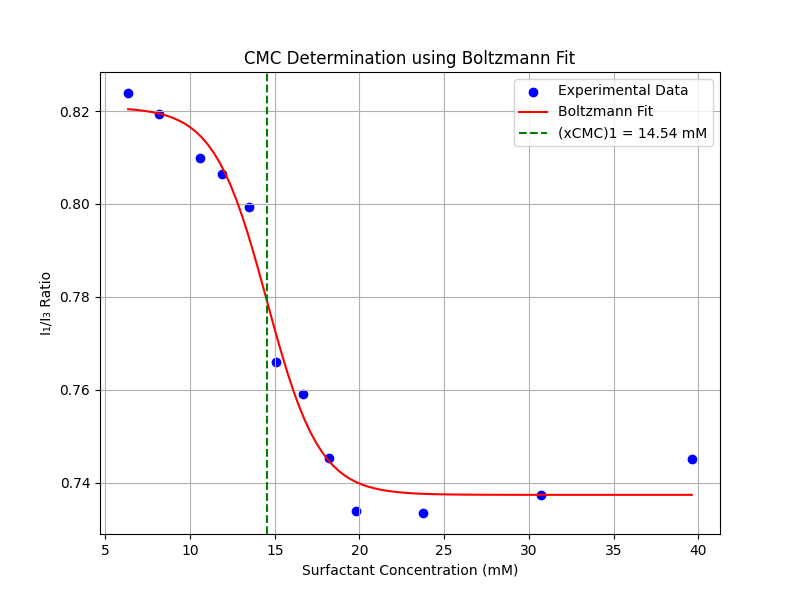 CMC Determination using Boltzmann Fit
Experimental Data
Boltzmann Fit
(xCMC)1 = 14.54 mM
I₁/I₃ Ratio
0.82
0.80
0.78
0.76
0.74
5 10 15 20 25 30 35 40
Surfactant Concentration (mM)